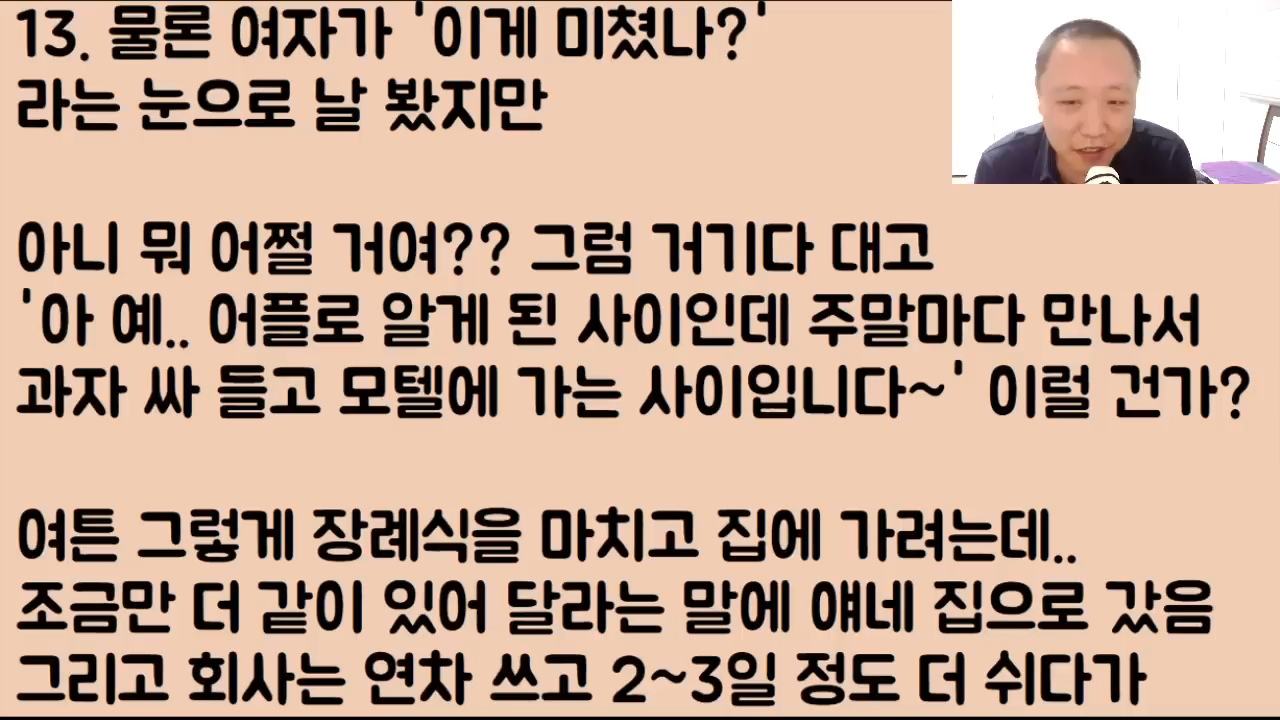 13. 물론 여자가 '이게 미쳤나?'
라는 눈으로 날 봤지만
아니 뭐 어쩔 거여?? 그럼 거기다 대고
'아 예.. 어플로 알게 된 사이인데 주말마다 만나서
과자 싸 들고 모텔에 가는 사이입니다~' 이럴 건가?
여튼 그렇게 장례식을 마치고 집에 가려는데..
조금만 더 같이 있어 달라는 말에 얘네 집으로 갔음
그리고 회사는 연차 쓰고 2~3일 정도 더 쉬다가